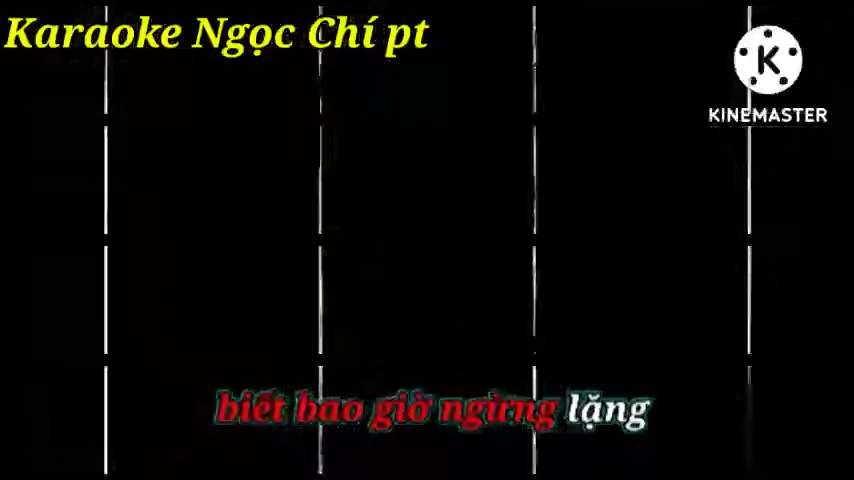 Karaoke Ngọc Chí pt
K
KINEMASTER
biết bao giờ ngừng lặng